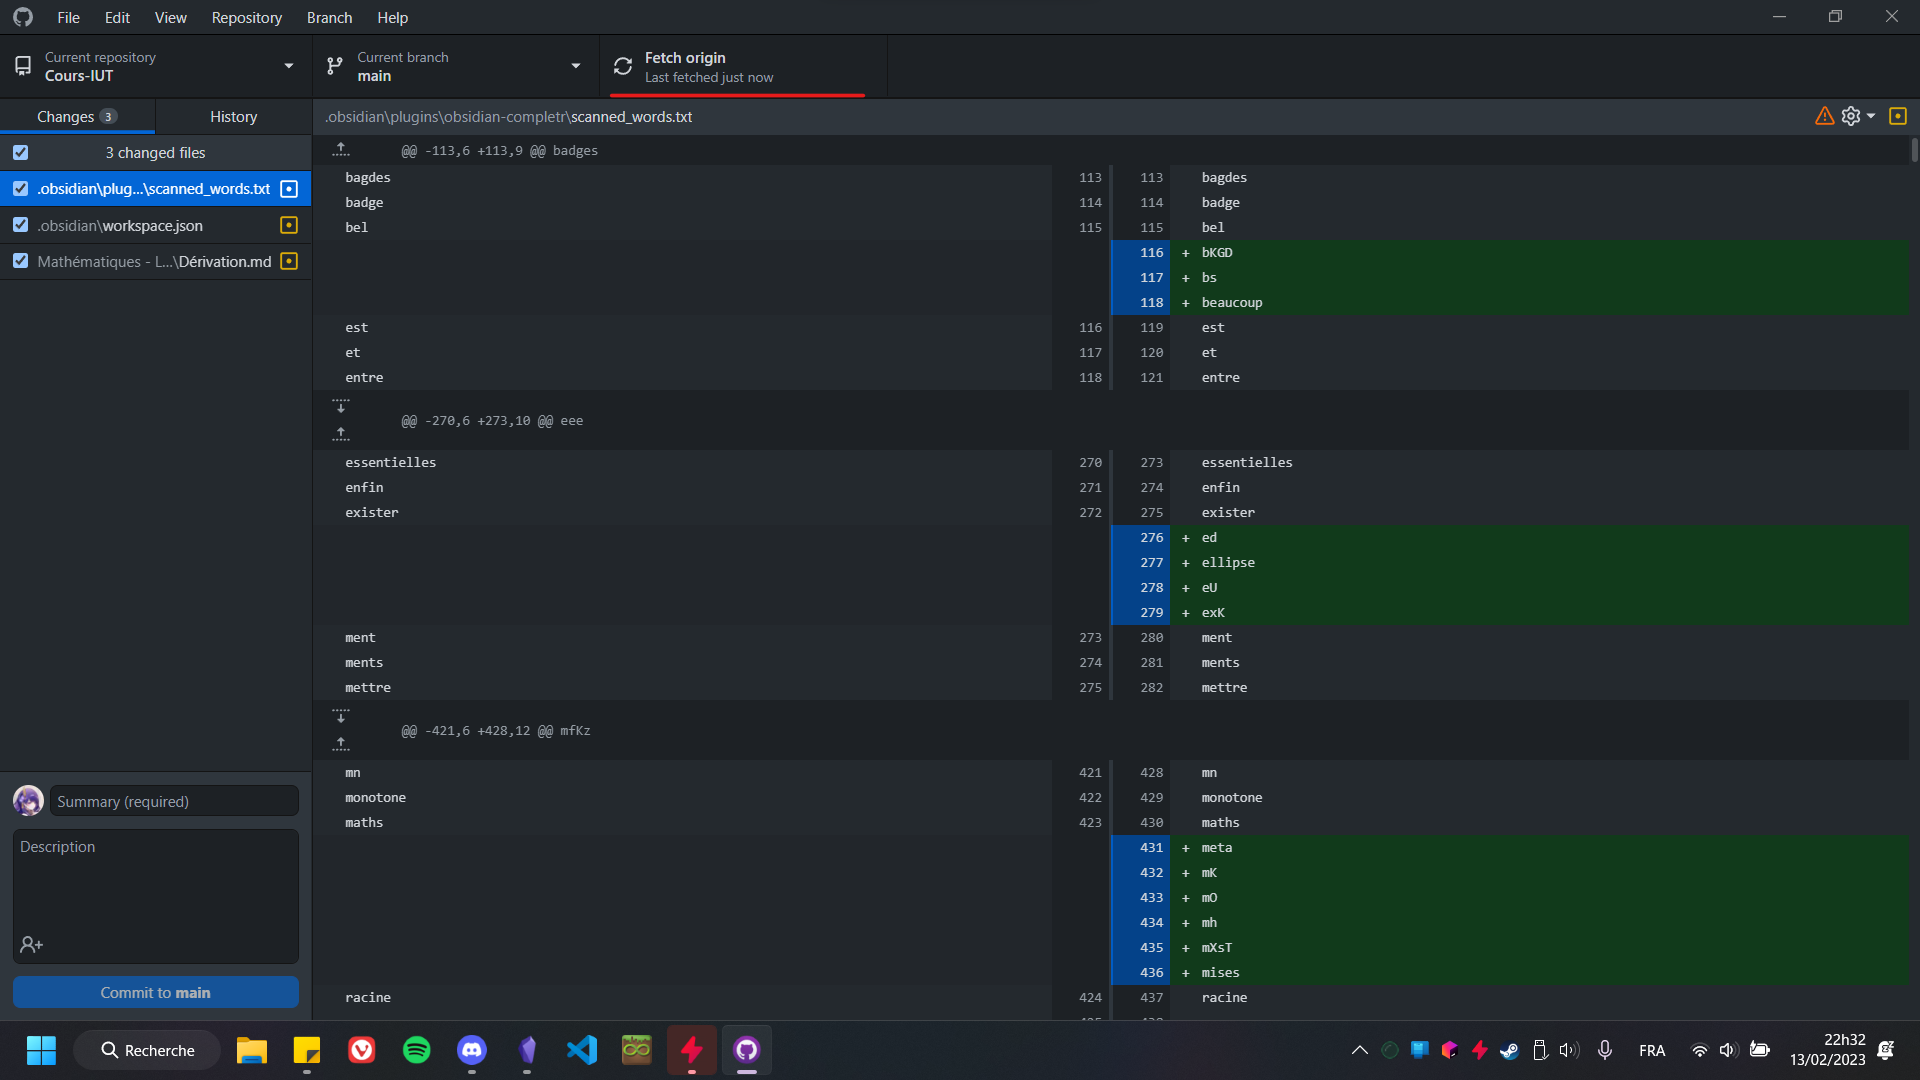 File Edit View Repository Branch Help
Current repository
Cours-IUT
Current branch
main
Fetch origin
Last fetched just now
Changes 3
History
.obsidian\plugins\obsidian-completr\scanned_words.txt
3 changed files
.obsidian\plug...\scanned_words.txt
.obsidian\workspace.json
Mathématiques - L...\Dérivation.md
Summary (required)
Description
Commit to main
@@ -113,6 +113,9 @@ badges
bagdes 113 113 bagdes
badge 114 114 badge
bel 115 115 bel
116 + bKGD
117 + bs
118 + beaucoup
est 116 119 est
et 117 120 et
entre 118 121 entre
@@ -270,6 +273,10 @@ eee
essentielles 270 273 essentielles
enfin 271 274 enfin
exister 272 275 exister
276 + ed
277 + ellipse
278 + eU
279 + exK
ment 273 280 ment
ments 274 281 ments
mettre 275 282 mettre
@@ -421,6 +428,12 @@ mfKz
mn 421 428 mn
monotone 422 429 monotone
maths 423 430 maths
431 + meta
432 + mK
433 + mO
434 + mh
435 + mXsT
436 + mises
racine 424 437 racine
Recherche
FRA
22h32
13/02/2023